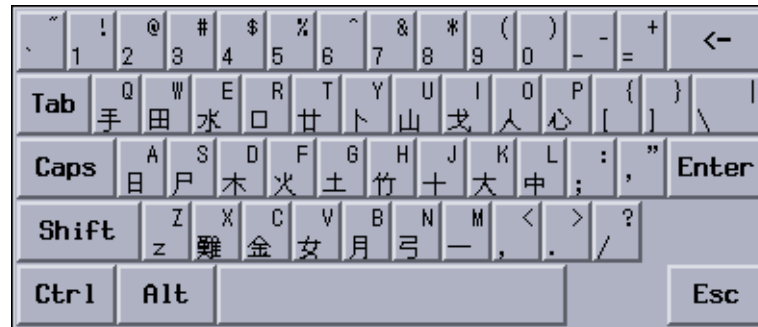 ~ ` ! 1 @ 2 # 3 $ 4 % 5 ^ 6 & 7 * 8 ( 9 ) 0 - - + = <-
Tab Q 手 W 田 E 水 R 口 T 廿 Y 卜 U 山 I 戈 O 人 P 心 { [ } ] | \
Caps A 日 S 尸 D 木 F 火 G 土 H 竹 J 十 K 大 L 中 : ; ” ’ Enter
Shift Z z X 難 C 金 V 女 B 月 N 弓 M 一 < , > . ? /
Ctrl Alt Esc